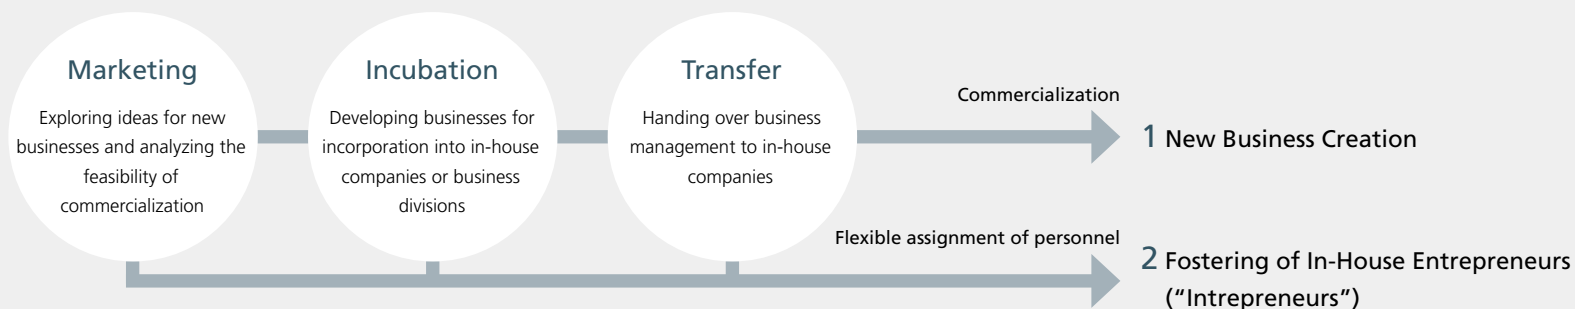 Marketing
Exploring ideas for new
businesses and analyzing the
feasibility of
commercialization
Incubation
Developing businesses for
incorporation into in-house
companies or business
divisions
Transfer
Handing over business
management to in-house
companies
Commercialization
1 New Business Creation
Flexible assignment of personnel
2 Fostering of In-House Entrepreneurs
(“Intrepreneurs”)